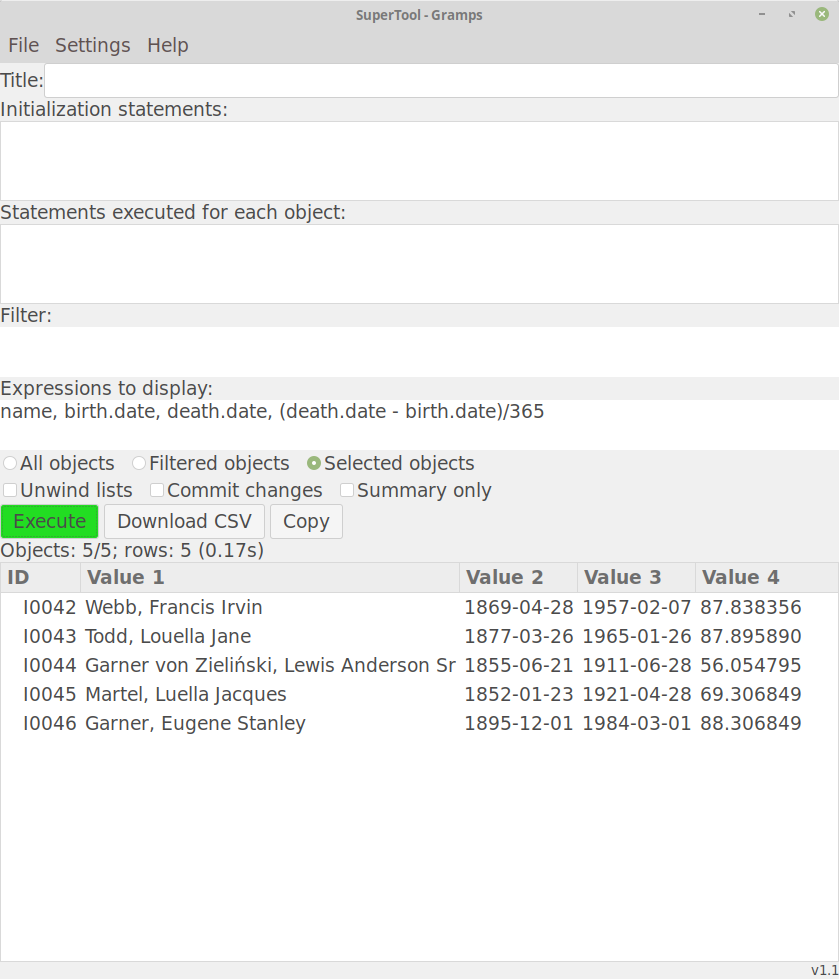 SuperTool - Gramps
File Settings Help
Title:
Initialization statements:
Statements executed for each object:
Filter:
Expressions to display:
name, birth.date, death.date, (death.date - birth.date)/365
All objects Filtered objects Selected objects
Unwind lists Commit changes Summary only
Execute Download CSV Copy
Objects: 5/5; rows: 5 (0.17s)
ID Value 1 Value 2 Value 3 Value 4
I0042 Webb, Francis Irvin 1869-04-28 1957-02-07 87.838356
I0043 Todd, Louella Jane 1877-03-26 1965-01-26 87.895890
I0044 Garner von Zieliński, Lewis Anderson Sr 1855-06-21 1911-06-28 56.054795
I0045 Martel, Luella Jacques 1852-01-23 1921-04-28 69.306849
I0046 Garner, Eugene Stanley 1895-12-01 1984-03-01 88.306849
v1.1